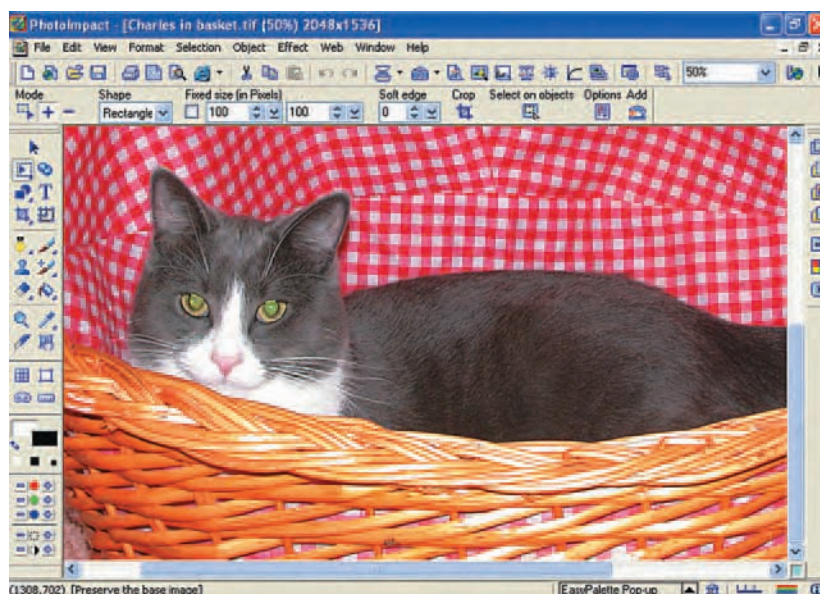 PhotoImpact - [Charles in basket.tif (50%) 2048x1536]
File Edit View Format Selection Object Effect Web Window Help
50%
Mode Shape Fixed size (in Pixels) Soft edge Crop Select on objects Options Add
Rectangle 100 100 0
T
(1308,702) [Preserve the base image] EasyPalette Pop-up